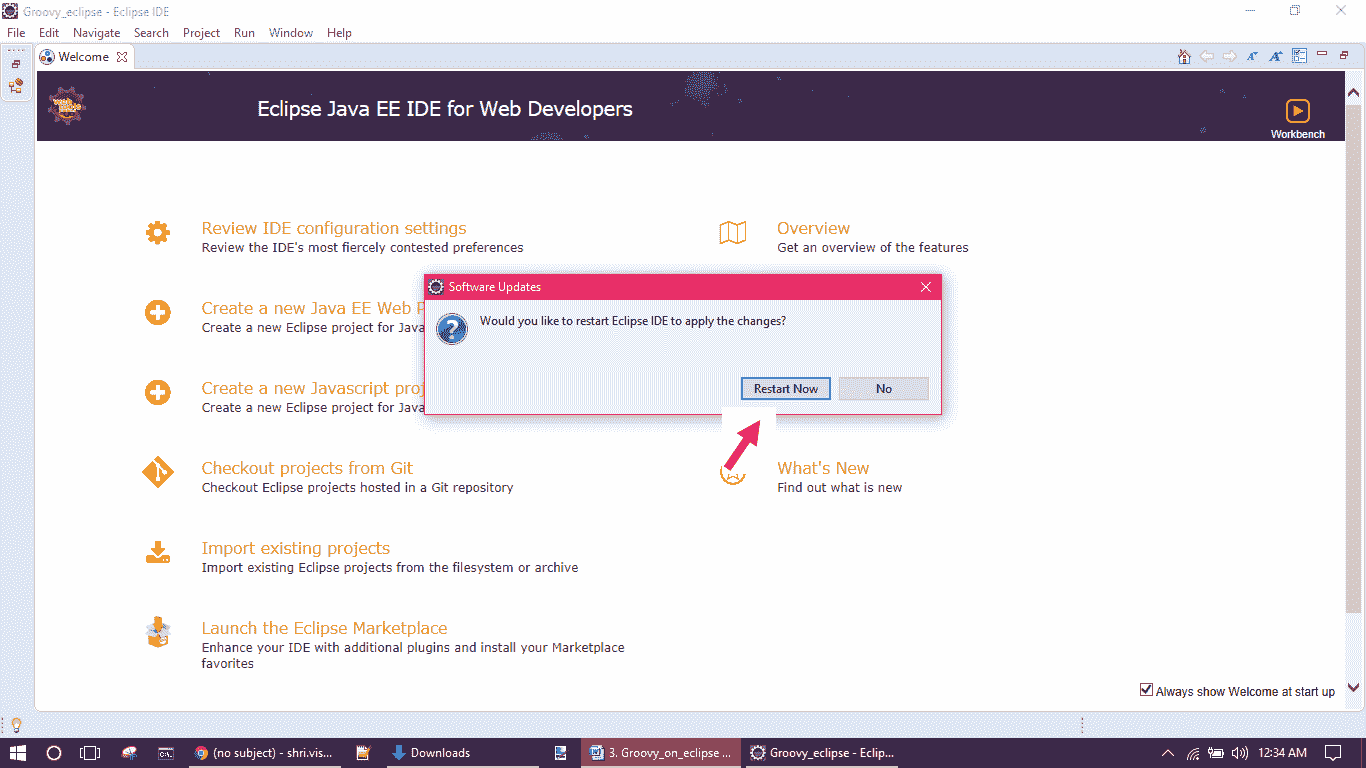 Groovy_eclipse - Eclipse IDE
File Edit Navigate Search Project Run Window Help
Welcome
Eclipse Java EE IDE for Web Developers
Workbench
Review IDE configuration settings
Review the IDE's most fiercely contested preferences
Overview
Get an overview of the features
Software Updates
Would you like to restart Eclipse IDE to apply the changes?
Restart Now No
Create a new Java EE Web
Create a new Eclipse project for Java
Create a new Javascript proj
Create a new Eclipse project for Java
Checkout projects from Git
Checkout Eclipse projects hosted in a Git repository
What's New
Find out what is new
Import existing projects
Import existing Eclipse projects from the filesystem or archive
Launch the Eclipse Marketplace
Enhance your IDE with additional plugins and install your Marketplace
favorites
Always show Welcome at start up
(no subject) - shri.vis... Downloads 3. Groovy_on_eclipse ... Groovy_eclipse - Eclip... 12:34 AM